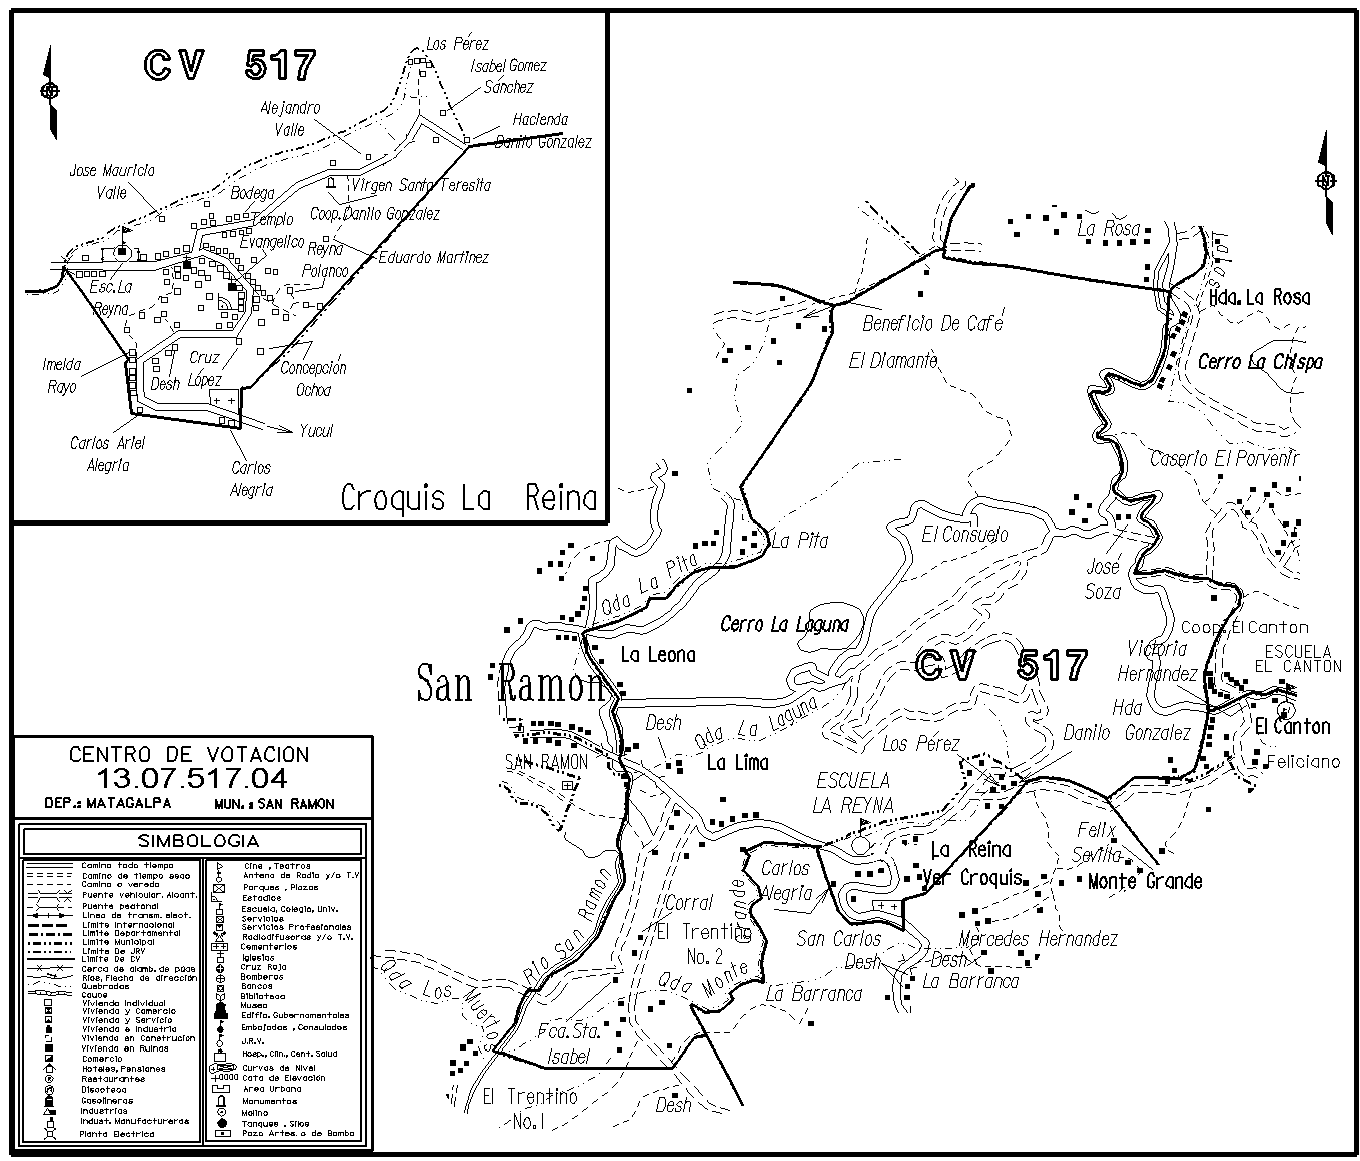 CV 517
Los Pérez
Isabel Gomez
Sánchez
Alejandro
Valle
Hacienda
Danilo Gonzalez
Jose Mauricio
Valle
Bodega
Virgen Santa Teresita
Templo
Evangelico
Coop. Danilo Gonzalez
Reyna
Eduardo Martinez
Polanco
Esc. La
Reyna
Imelda
Rayo
Desh
Cruz
López
Concepción
Ochoa
Yucul
Carlos Ariel
Alegria
Carlos
Alegria
Croquis La Reina
La Rosa
Hda. La Rosa
Beneficio De Café
El Diamante
Cerro La Chispa
Caserio El Porvenir
La Pita
El Consuelo
José
Soza
Qda La Pita
Cerro La Laguna
Coop. El Canton
Victoria
Hernandez
ESCUELA
EL CANTON
La Leona
CV 517
San Ramon
Desh
Qda La Laguna
Hda
Danilo Gonzalez
El Canton
Los Pérez
La Lima
SAN RAMON
Feliciano
ESCUELA
LA REYNA
Felix
Sevilla
La Reina
Ver Croquis
Monte Grande
Carlos
Alegria
Corral
El Trentino
No. 2
Rio San Ramon
San Carlos
Mercedes Hernandez
Desh
Desh
La Barranca
La Barranca
Qda Monte Grande
Qda Los Muertos
Fca. Sta.
Isabel
El Trentino
No. 1
Desh
CENTRO DE VOTACION
13.07.517.04
DEP.: MATAGALPA MUN.: SAN RAMON
SIMBOLOGIA
Camino todo tiempo
Camino de tiempo seco
Camino o vereda
Puente vehicular, Alcant.
Puente peatonal
Linea de transm. elect.
Limite Internacional
Limite Departamental
Limite Municipal
Limite De JRV
Limite De CV
Cerca de alamb. de puas
Rios, Flecha de dirección
Quebradas
Cauce
Vivienda Individual
Vivienda y Comercio
Vivienda y Servicio
Vivienda e Industria
Vivienda en Construcion
Vivienda en Ruinas
Comercio
Hoteles, Pensiones
Restaurantes
Discoteca
Gasolineras
Industrias
Indust. Manufactureras
Planta Electrica
Cine, Teatros
Antena de Radio y/o T.V
Parques, Plazas
Estadios
Escuela, Colegio, Univ.
Servicios
Servicios Profesionales
Radiodifusoras y/o T.V.
Cementerios
Iglesias
Cruz Roja
Bomberos
Bancos
Biblioteca
Museo
Edific. Gubernamentales
Embajadas, Consulados
J.R.V.
Hosp., Clin., Cent. Salud
Curvas de Nivel
Cota de Elevación
Area Urbana
Monumentos
Molino
Tanques, Silos
Pozo Artes. o de Bomba